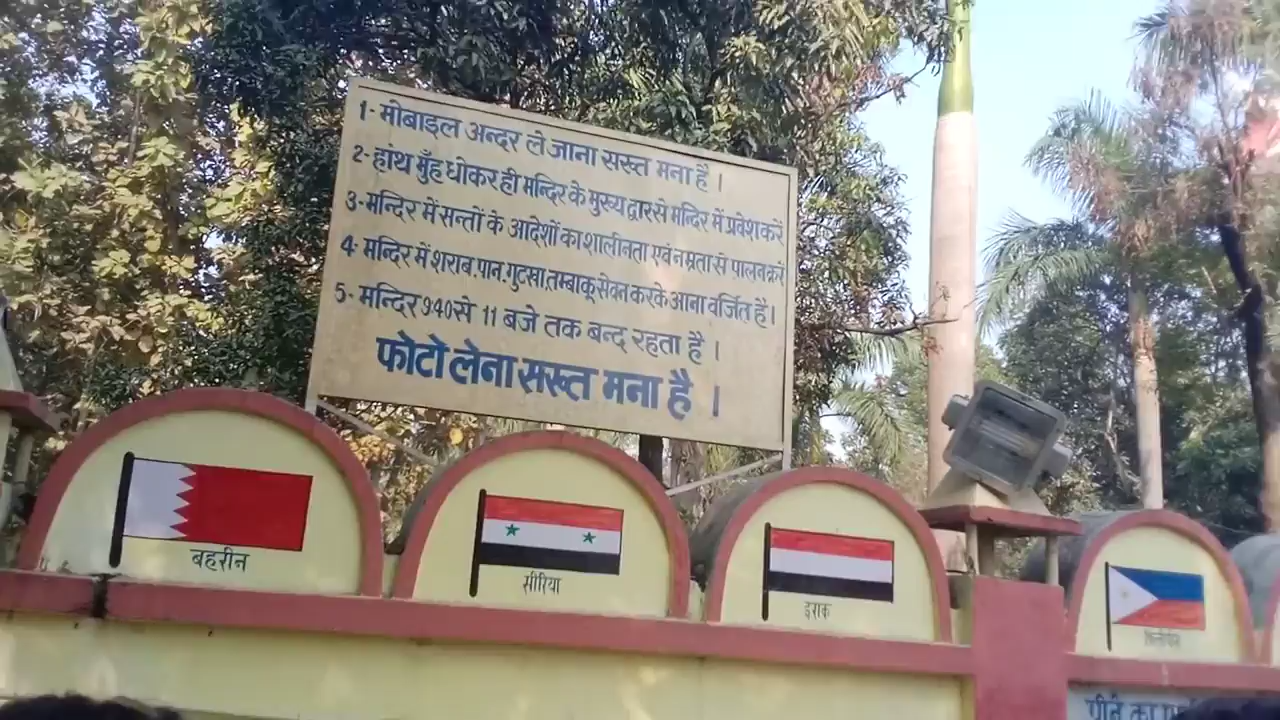 1- मोबाइल अन्दर ले जाना सख्त मना है ।
2- हांथ मुँह धोकर ही मन्दिर के मुख्य द्वार से मन्दिर में प्रवेश करें
3- मन्दिर में सन्तों के आदेशों का शालीनता एवं नम्रता से पालन करें
4- मन्दिर में शराब, पान, गुटखा, तम्बाकू सेवन करके आना वर्जित है।
5- मन्दिर 9:40 से 11 बजे तक बन्द रहता है ।
फोटो लेना सख्त मना है ।
बहरीन
सीरिया
इराक
पीने का